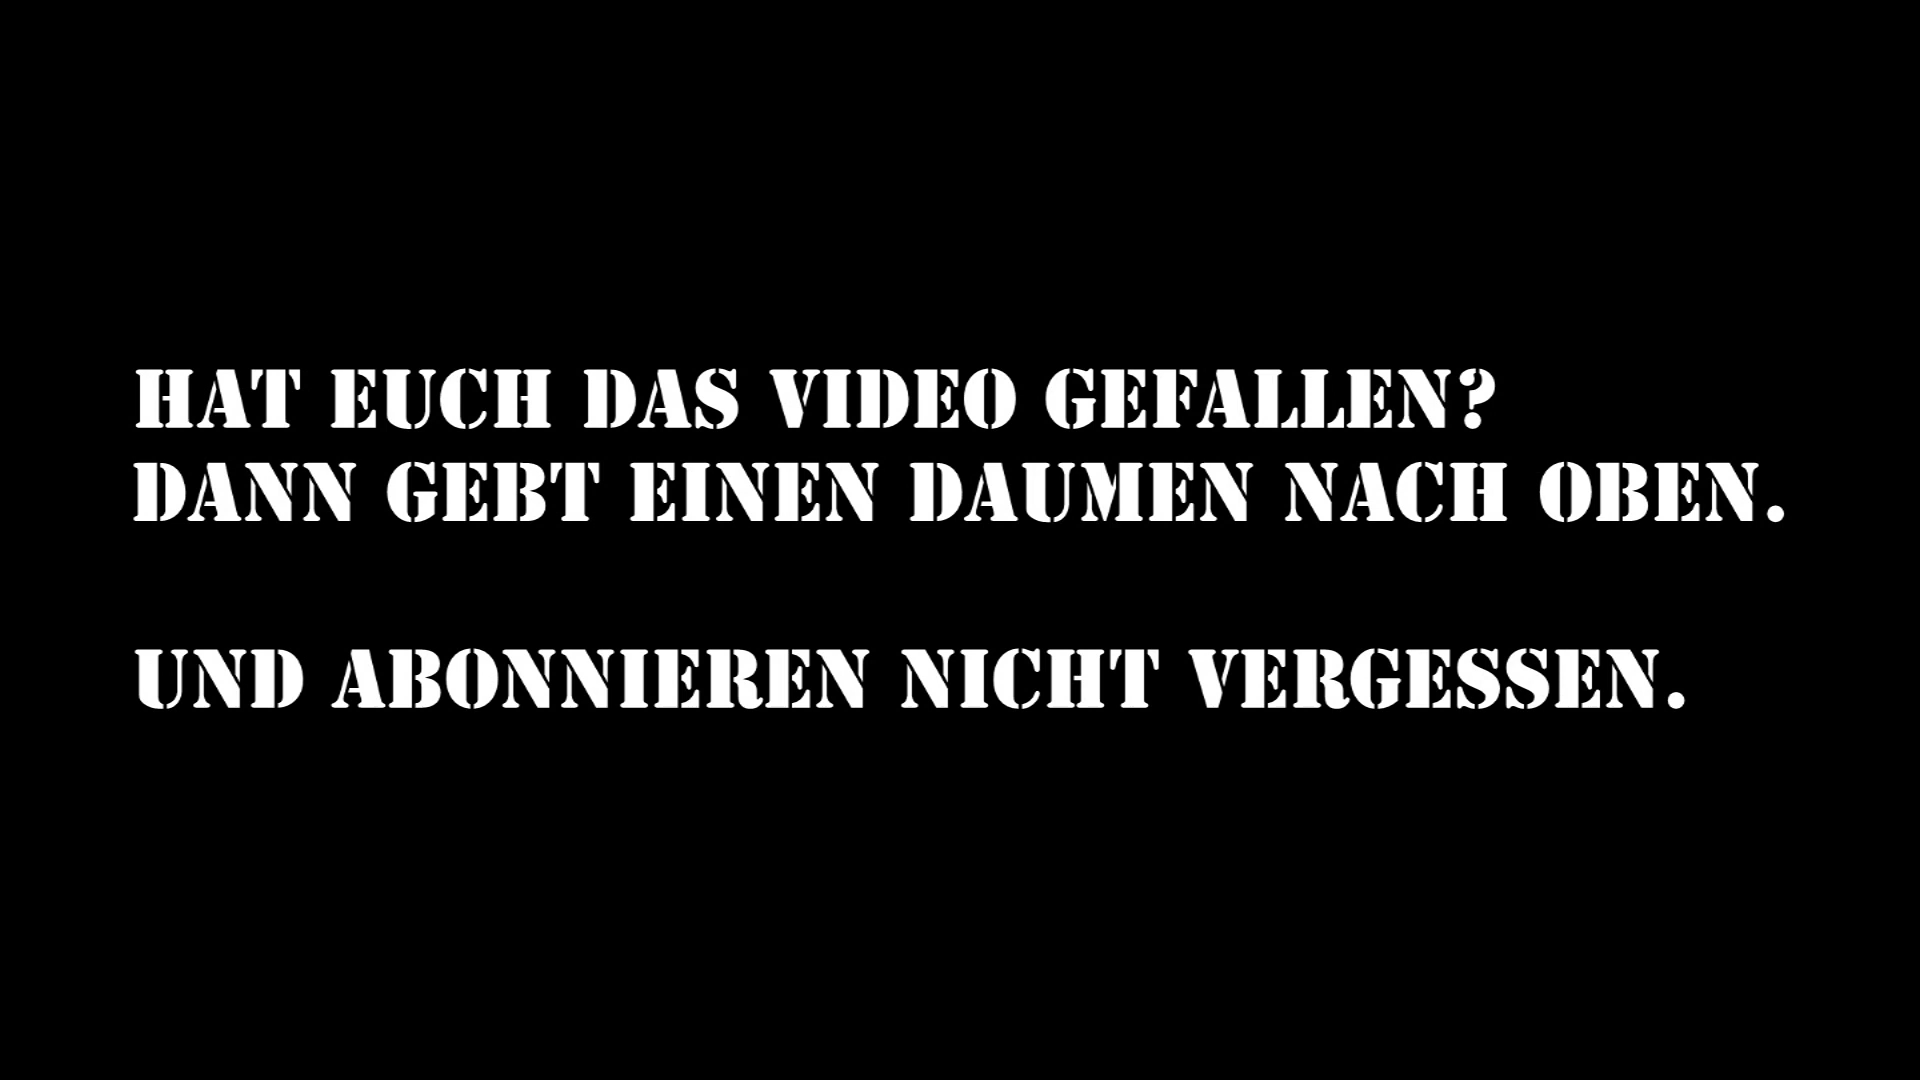 HAT EUCH DAS VIDEO GEFALLEN?
DANN GEBT EINEN DAUMEN NACH OBEN.
UND ABONNIEREN NICHT VERGESSEN.